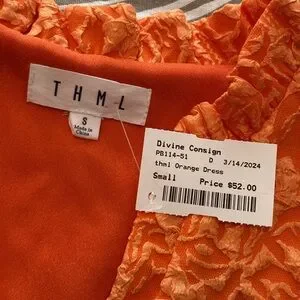 THML
S
Made in
China
Divine Consign
PB114-51 D 3/14/2024
thml Orange Dress
Small Price $52.00